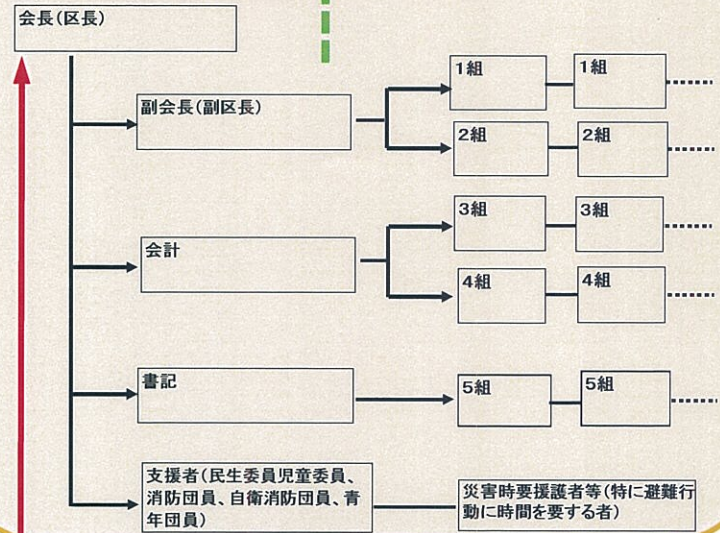 会長(区長)
副会長(副区長)
1組
1組
2組
2組
会計
3組
3組
4組
4組
書記
5組
5組
支援者(民生委員児童委員、
消防団員、自衛消防団員、青
年団員)
災害時要援護者等(特に避難行
動に時間を要する者)